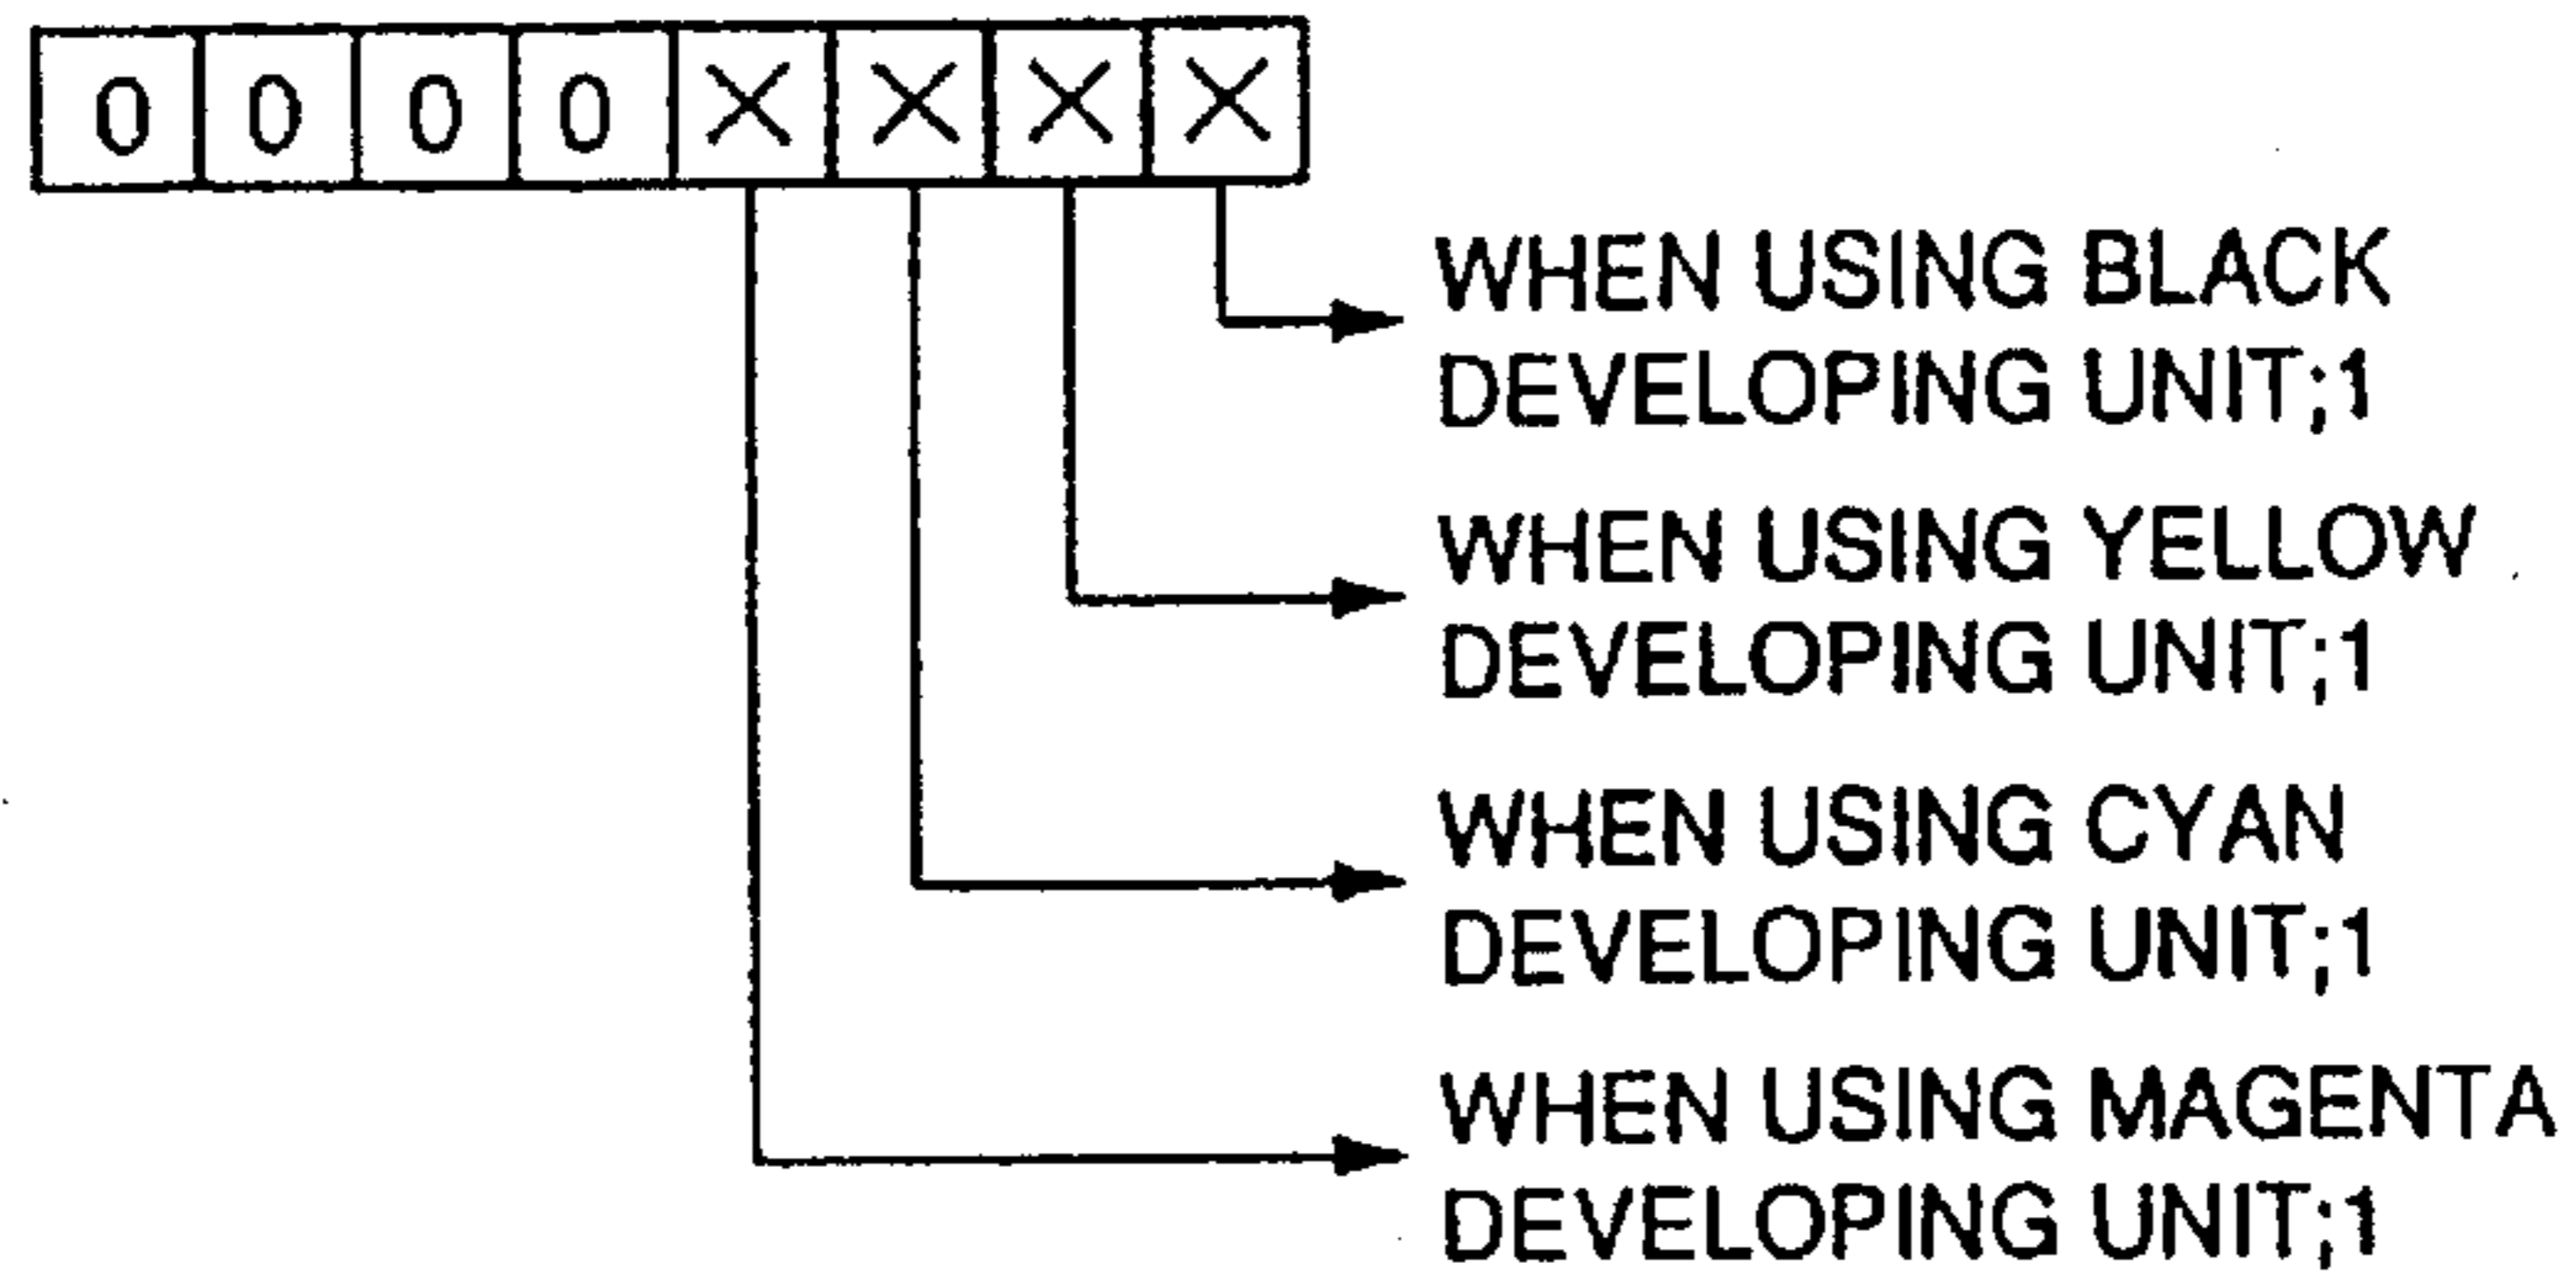 0 0 0 0 X X X X
WHEN USING BLACK
DEVELOPING UNIT;1
WHEN USING YELLOW
DEVELOPING UNIT;1
WHEN USING CYAN
DEVELOPING UNIT;1
WHEN USING MAGENTA
DEVELOPING UNIT;1